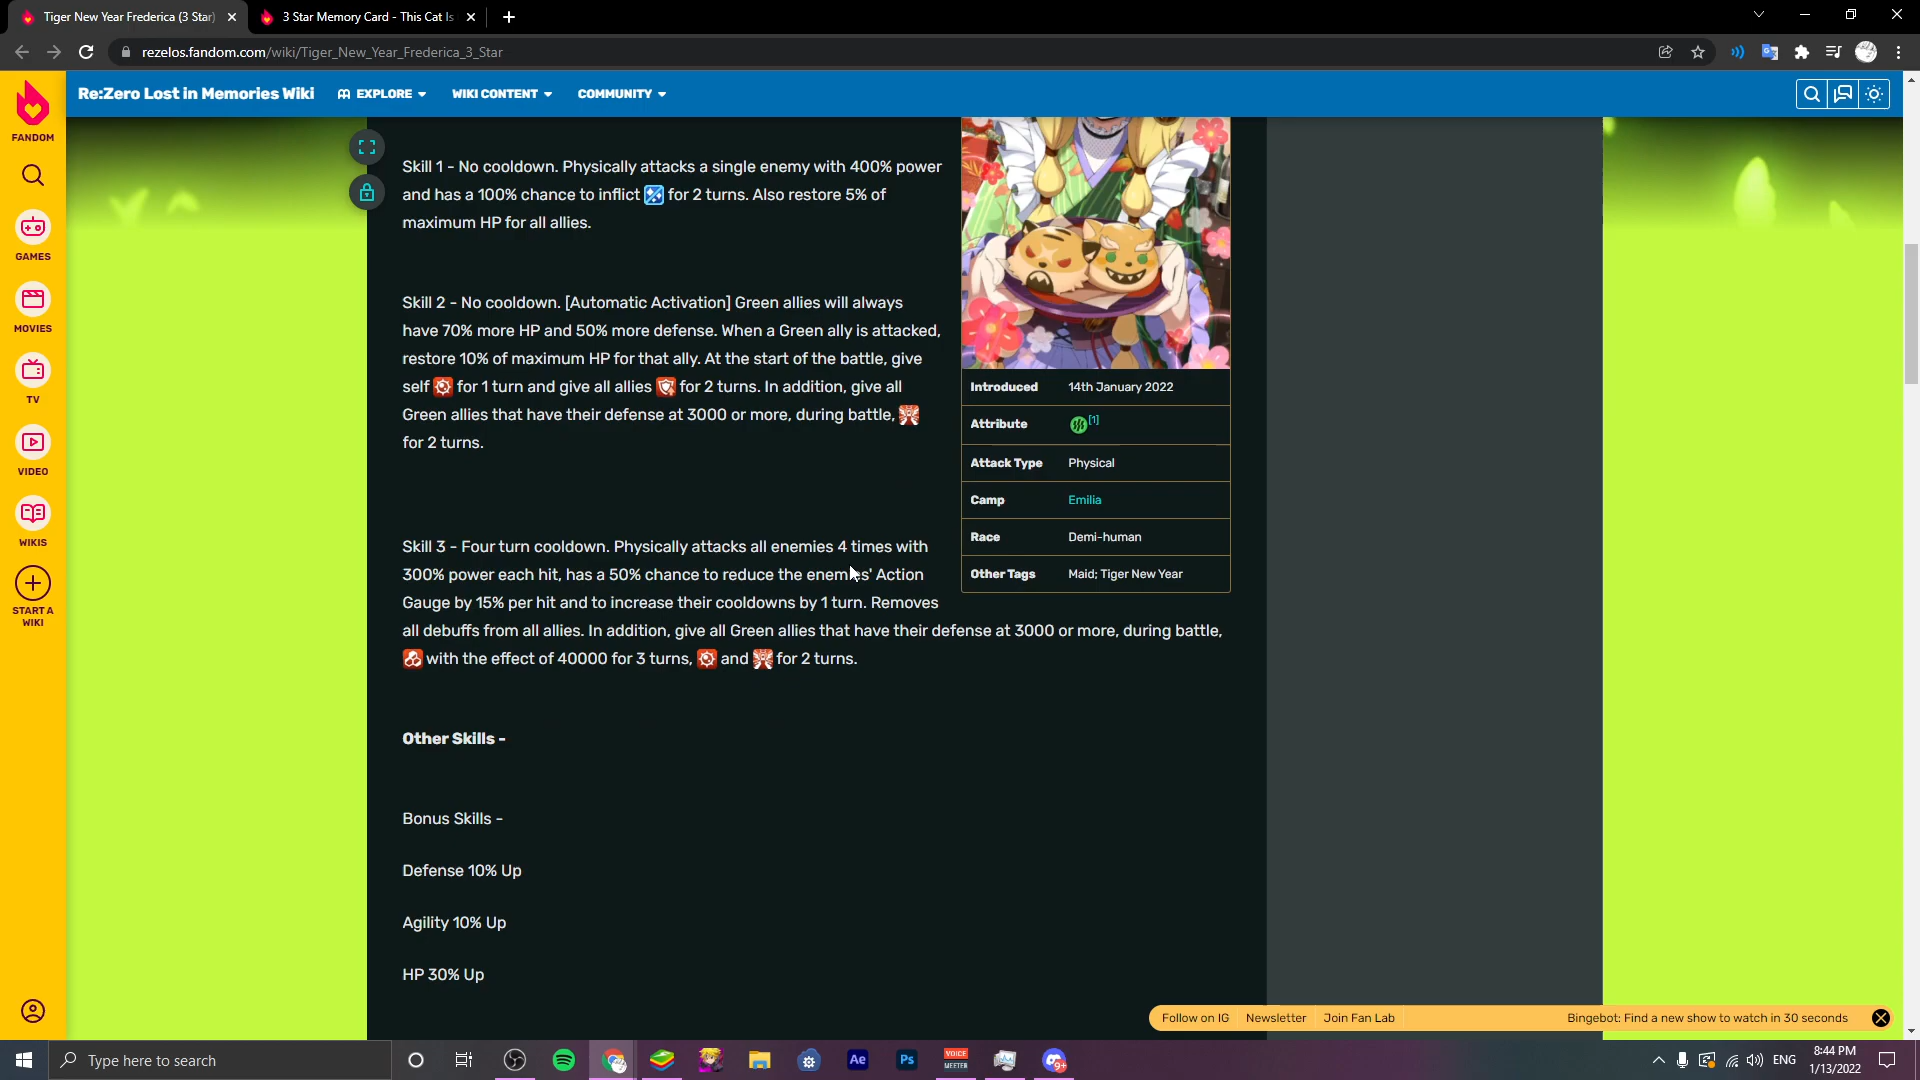 Tiger New Year Frederica (3 Star)
3 Star Memory Card - This Cat Is
rezelos.fandom.com/wiki/Tiger_New_Year_Frederica_3_Star
Re:Zero Lost in Memories Wiki
EXPLORE
WIKI CONTENT
COMMUNITY
FANDOM
GAMES
MOVIES
TV
VIDEO
WIKIS
START A
WIKI
Skill 1 - No cooldown. Physically attacks a single enemy with 400% power
and has a 100% chance to inflict for 2 turns. Also restore 5% of
maximum HP for all allies.
Skill 2 - No cooldown. [Automatic Activation] Green allies will always
have 70% more HP and 50% more defense. When a Green ally is attacked,
restore 10% of maximum HP for that ally. At the start of the battle, give
self for 1 turn and give all allies for 2 turns. In addition, give all
Green allies that have their defense at 3000 or more, during battle,
for 2 turns.
Introduced 14th January 2022
Attribute [1]
Attack Type Physical
Camp Emilia
Race Demi-human
Other Tags Maid; Tiger New Year
Skill 3 - Four turn cooldown. Physically attacks all enemies 4 times with
300% power each hit, has a 50% chance to reduce the enemies' Action
Gauge by 15% per hit and to increase their cooldowns by 1 turn. Removes
all debuffs from all allies. In addition, give all Green allies that have their defense at 3000 or more, during battle,
with the effect of 40000 for 3 turns, and for 2 turns.
Other Skills -
Bonus Skills -
Defense 10% Up
Agility 10% Up
HP 30% Up
Follow on IG Newsletter Join Fan Lab Bingebot: Find a new show to watch in 30 seconds
Type here to search
Ae
Ps
VOICE
MEETER
9+
ENG
8:44 PM
1/13/2022